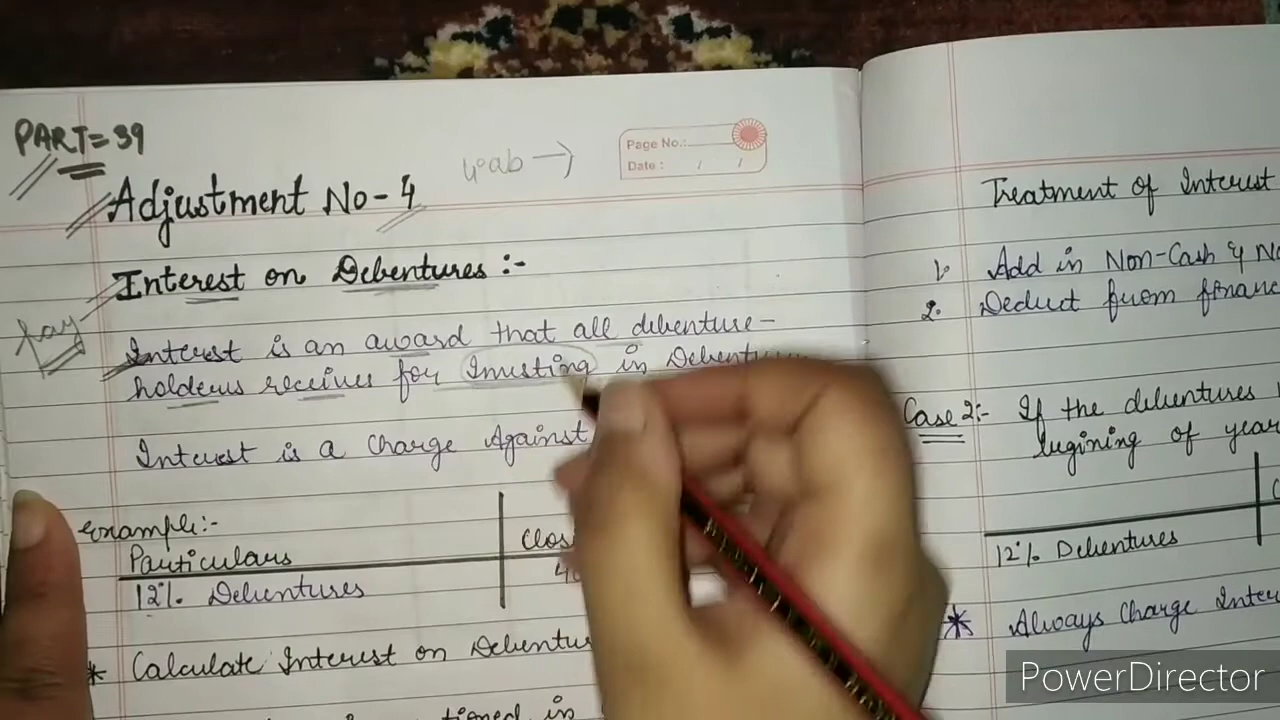 PART=39
Adjustment No-4
Page No.:
Date : / /
Interest on Debentures :-
Interest is an award that all debenture-
holders receives for Investing in
Interest is a Charge Against
Example:-
Particulars
12% Debentures
* Calculate Interest on
in
Treatment of Interest
1. Add in Non-Cash &
2. Deduct from
Case 2:- If the debentures
begining of year
12% Debentures
* Always Charge
PowerDirector